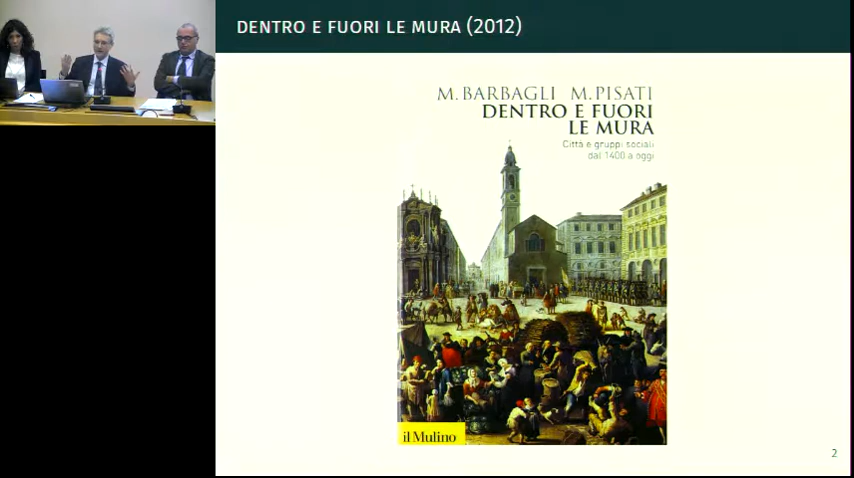 DENTRO E FUORI LE MURA (2012)
M. BARBAGLI M. PISATI
DENTRO E FUORI
LE MURA
Città e gruppi sociali
dal 1400 a oggi
il Mulino
2